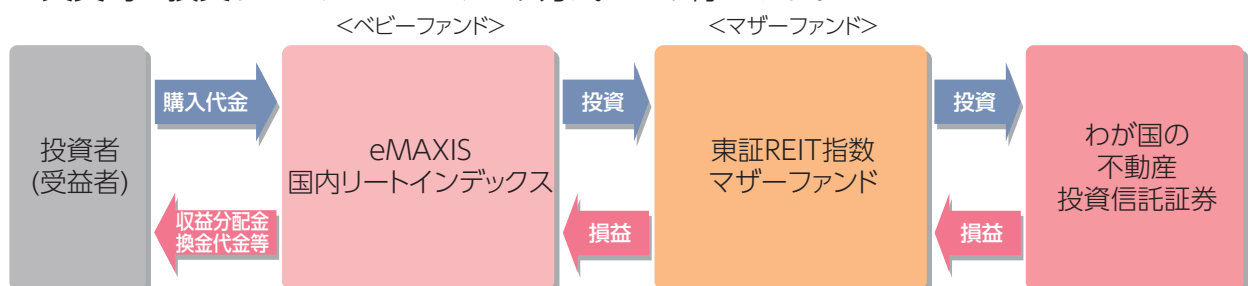 <ベビーファンド>
<マザーファンド>
投資者
(受益者)
購入代金
収益分配金
換金代金等
eMAXIS
国内リートインデックス
投資
損益
東証REIT指数
マザーファンド
投資
損益
わが国の
不動産
投資信託証券